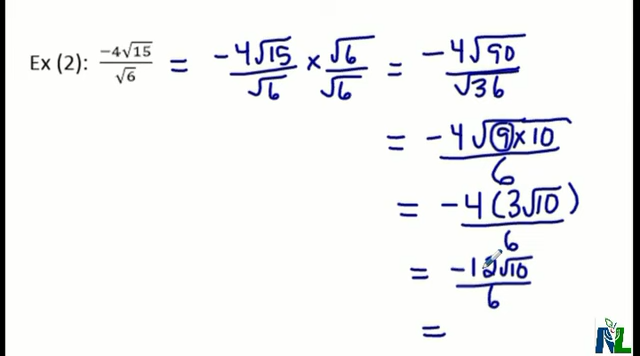 Ex (2): -4√15/√6 = -4√15/√6 × √6/√6 = -4√90/√36
= -4√9×10/6
= -4(3√10)/6
= -12√10/6
=
NL